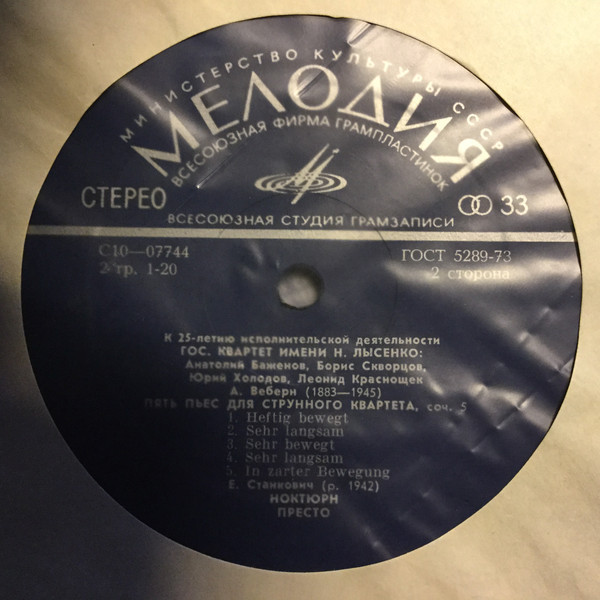 МИНИСТЕРСТВО КУЛЬТУРЫ СССР
МЕЛОДИЯ
ВСЕСОЮЗНАЯ ФИРМА ГРАМПЛАСТИНОК
СТЕРЕО
33
ВСЕСОЮЗНАЯ СТУДИЯ ГРАМЗАПИСИ
С10—07744
ГОСТ 5289-73
2 гр. 1-20
2 сторона
К 25-летию исполнительской деятельности
ГОС. КВАРТЕТ ИМЕНИ Н. ЛЫСЕНКО:
Анатолий Баженов, Борис Скворцов,
Юрий Холодов, Леонид Краснощек
А. Веберн (1883—1945)
ПЯТЬ ПЬЕС ДЛЯ СТРУННОГО КВАРТЕТА, соч. 5
1. Heftig bewegt
2. Sehr langsam
3. Sehr bewegt
4. Sehr langsam
5. In zarter Bewegung
Е. Станкович (р. 1942)
НОКТЮРН
ПРЕСТО